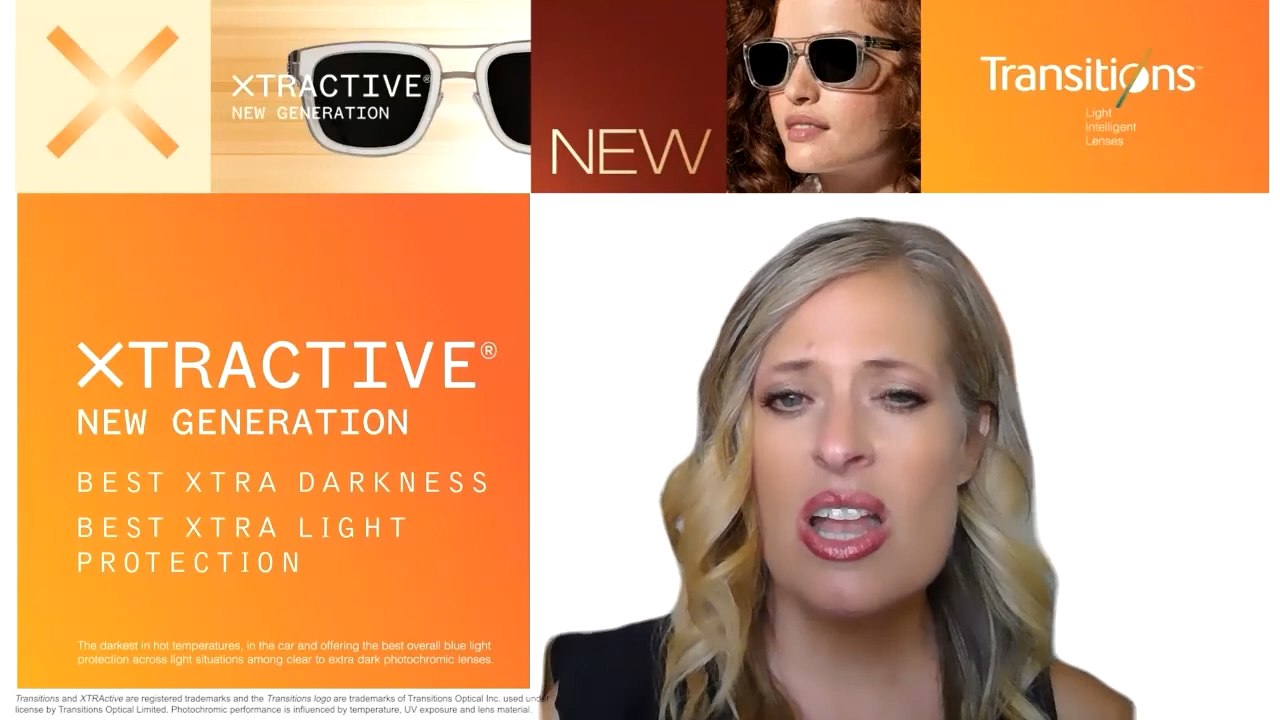 XTRACTIVE®
NEW GENERATION
NEW
Transitions™
Light
Intelligent
Lenses
XTRACTIVE®
NEW GENERATION
BEST XTRA DARKNESS
BEST XTRA LIGHT
PROTECTION
The darkest in hot temperatures, in the car and offering the best overall blue light
protection across light situations among clear to extra dark photochromic lenses.
Transitions and XTRActive are registered trademarks and the Transitions logo are trademarks of Transitions Optical Inc. used under
license by Transitions Optical Limited. Photochromic performance is influenced by temperature, UV exposure and lens material.